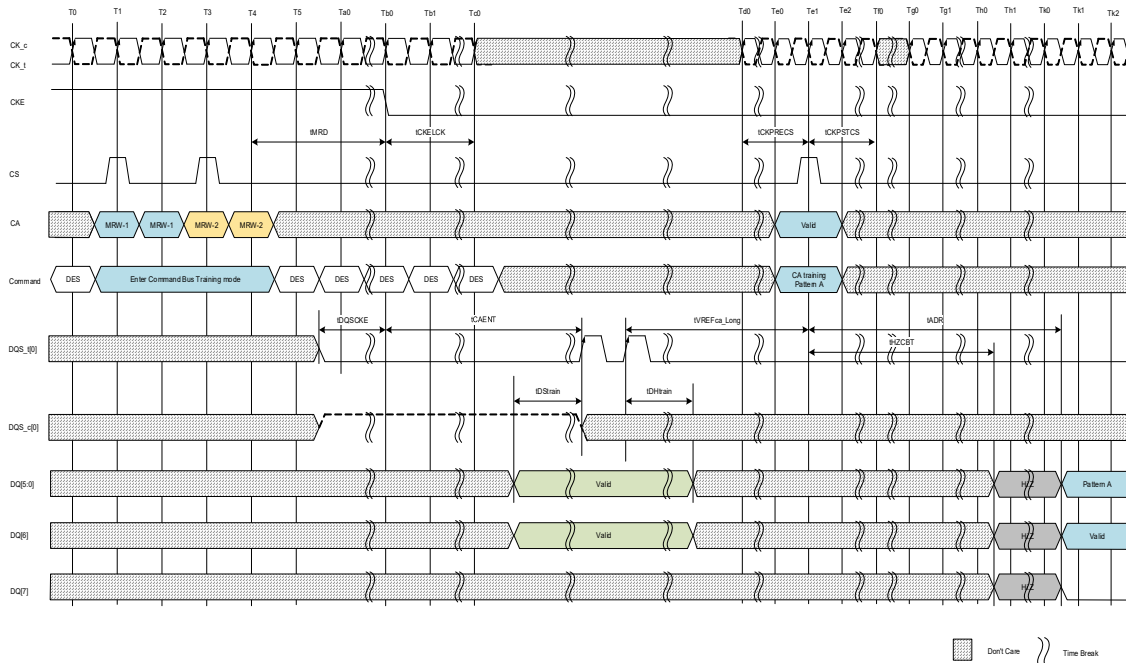 T0 T1 T2 T3 T4 T5 Ta0 Tb0 Tb1 Tc0 Td0 Te0 Te1 Te2 Tf0 Tg0 Tg1 Th0 Th1 Tk0 Tk1 Tk2
CK_c
CK_t
CKE
tMRD tCKELCK tCKPRECS tCKPSTCS
CS
CA MRW-1 MRW-1 MRW-2 MRW-2 Valid
Command DES Enter Command Bus Training mode DES DES DES DES DES CA training
Pattern A
tDQSCKE tCAENT tVREFca_Long tADR
tHZCBT
DQS_t[0]
tDStrain tDHtrain
DQS_c[0]
DQ[5:0] Valid Hi-Z Pattern A
DQ[6] Valid Hi-Z Valid
DQ[7] Hi-Z
Don't Care Time Break